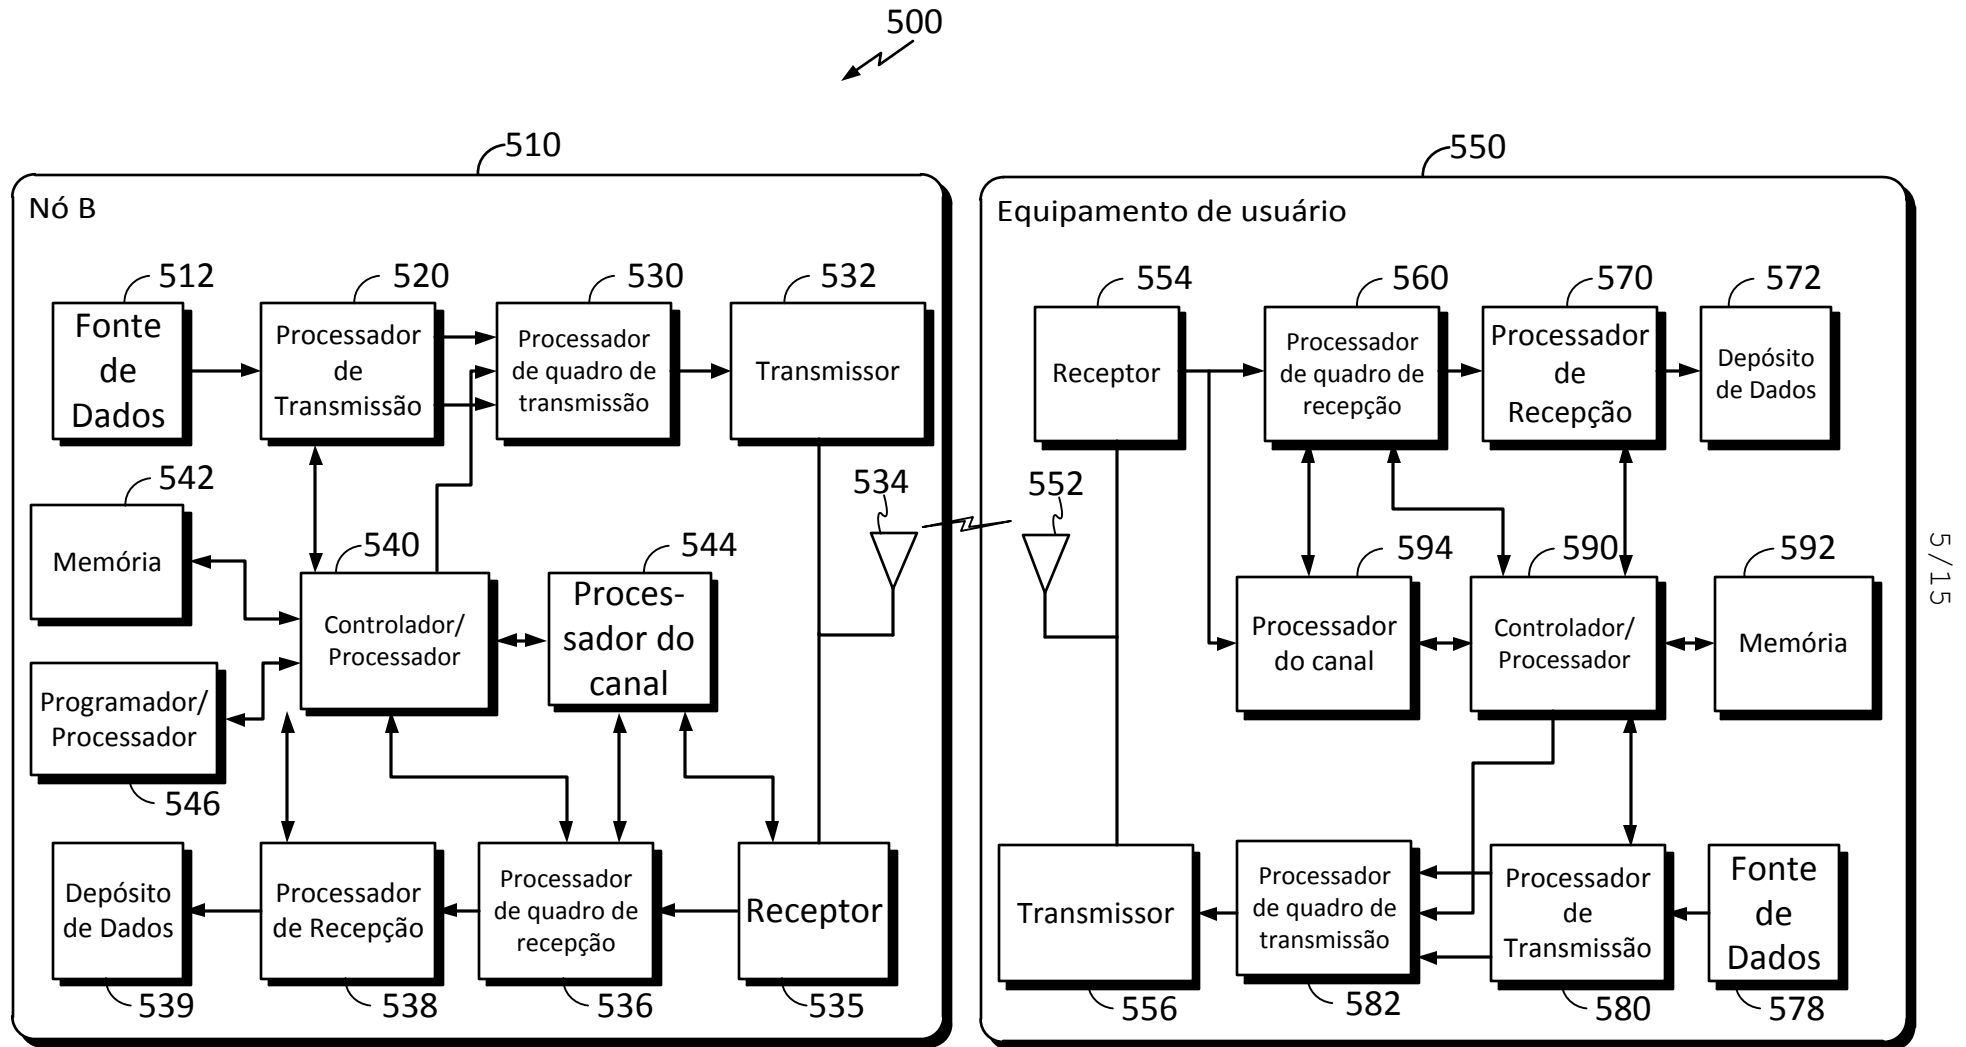 500
510
Nó B
512
520
530
532
Fonte
de
Dados
Processador
de
Transmissão
Processador
de quadro de
transmissão
Transmissor
542
Memória
540
Controlador/
Processador
544
Proces-
sador do
canal
534
Programador/
Processador
546
Depósito
de Dados
539
Processador
de Recepção
538
Processador
de quadro de
recepção
536
Receptor
535
550
Equipamento de usuário
554
560
570
572
Receptor
Processador
de quadro de
recepção
Processador
de
Recepção
Depósito
de Dados
552
594
Processador
do canal
590
Controlador/
Processador
592
Memória
Transmissor
556
Processador
de quadro de
transmissão
582
Processador
de
Transmissão
580
Fonte
de
Dados
578
5/15